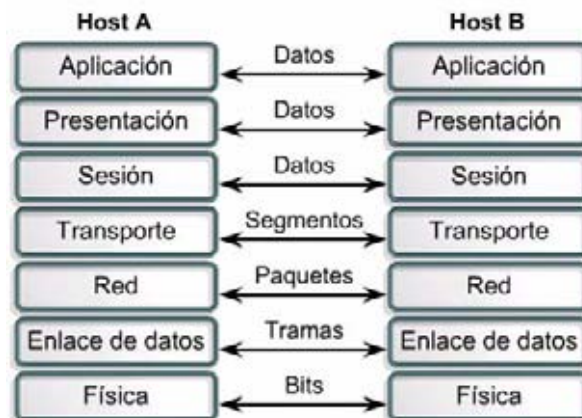 Host A Host B
Aplicación Datos Aplicación
Presentación Datos Presentación
Sesión Datos Sesión
Transporte Segmentos Transporte
Red Paquetes Red
Enlace de datos Tramas Enlace de datos
Física Bits Física